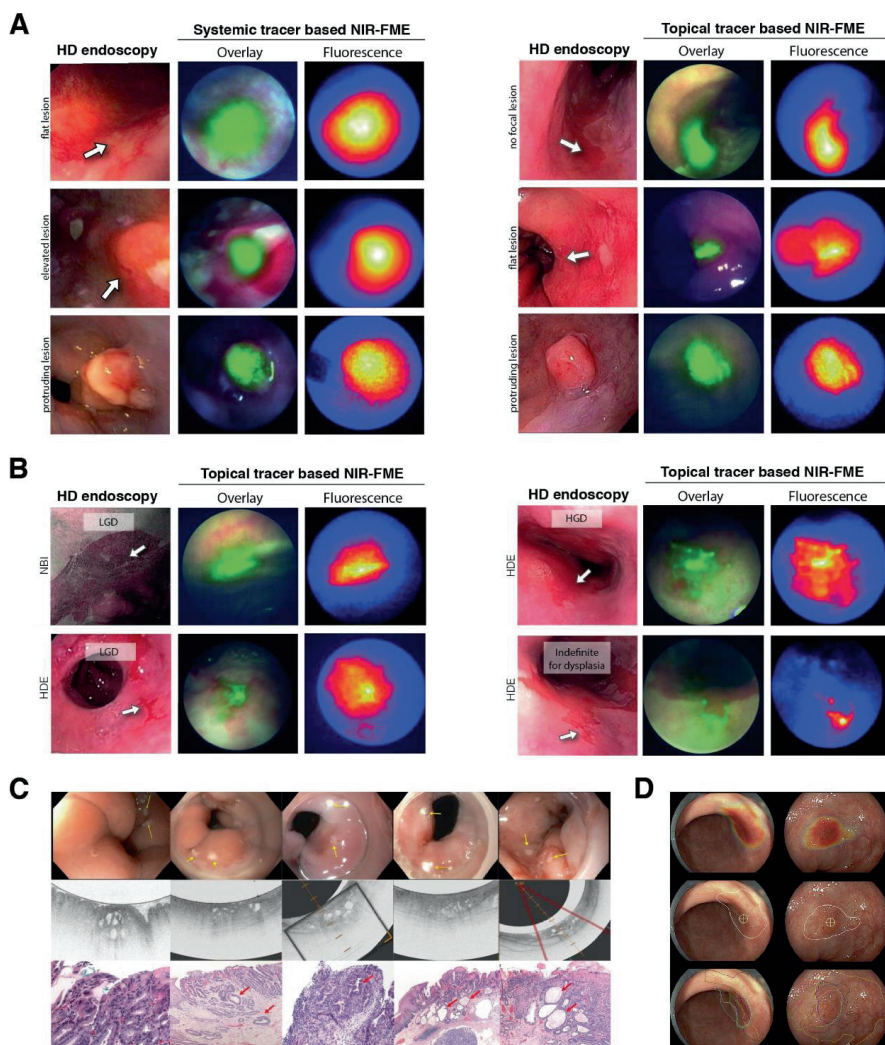 A
Systemic tracer based NIR-FME
HD endoscopy
Overlay
Fluorescence
flat lesion
elevated lesion
protruding lesion
Topical tracer based NIR-FME
HD endoscopy
Overlay
Fluorescence
no focal lesion
flat lesion
protruding lesion
B
Topical tracer based NIR-FME
HD endoscopy
Overlay
Fluorescence
NBI
LGD
HDE
LGD
Topical tracer based NIR-FME
HD endoscopy
Overlay
Fluorescence
HDE
HGD
HDE
Indefinite
for dysplasia
C
D